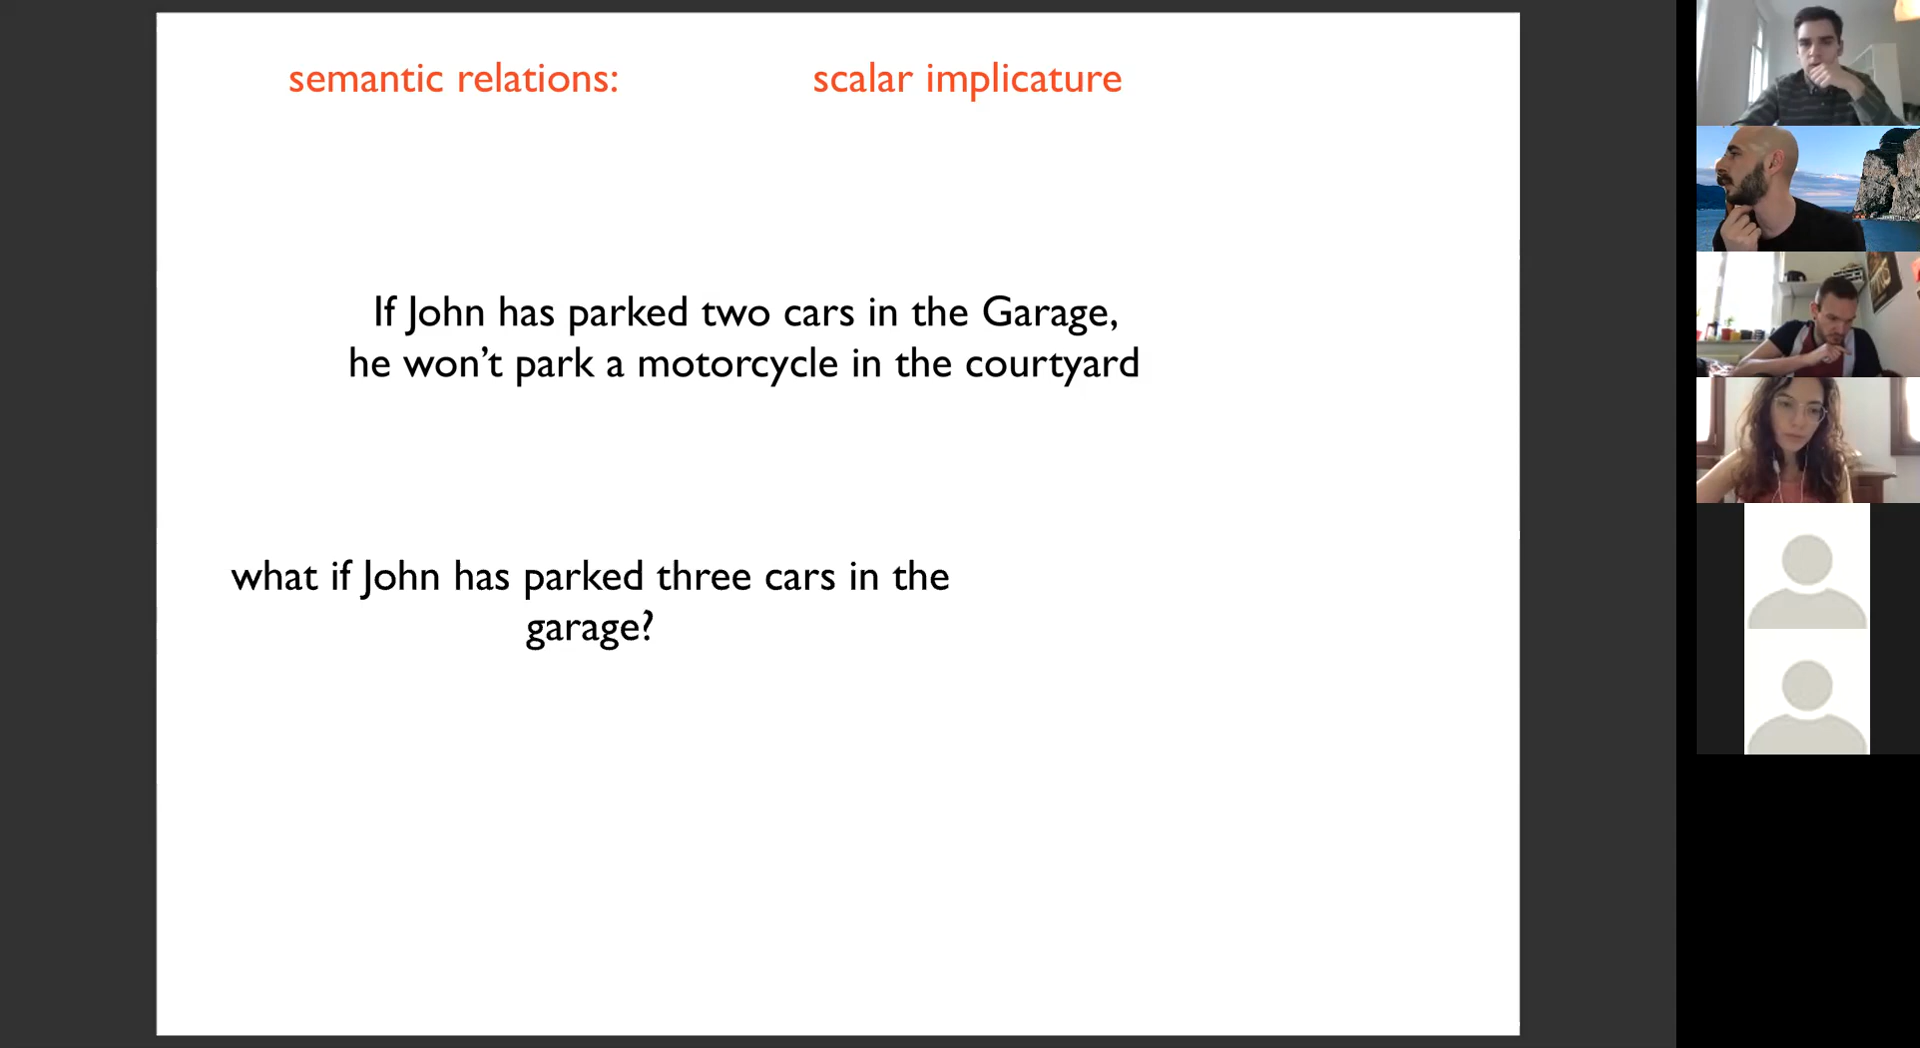 semantic relations: scalar implicature
If John has parked two cars in the Garage,
he won't park a motorcycle in the courtyard
what if John has parked three cars in the
garage?